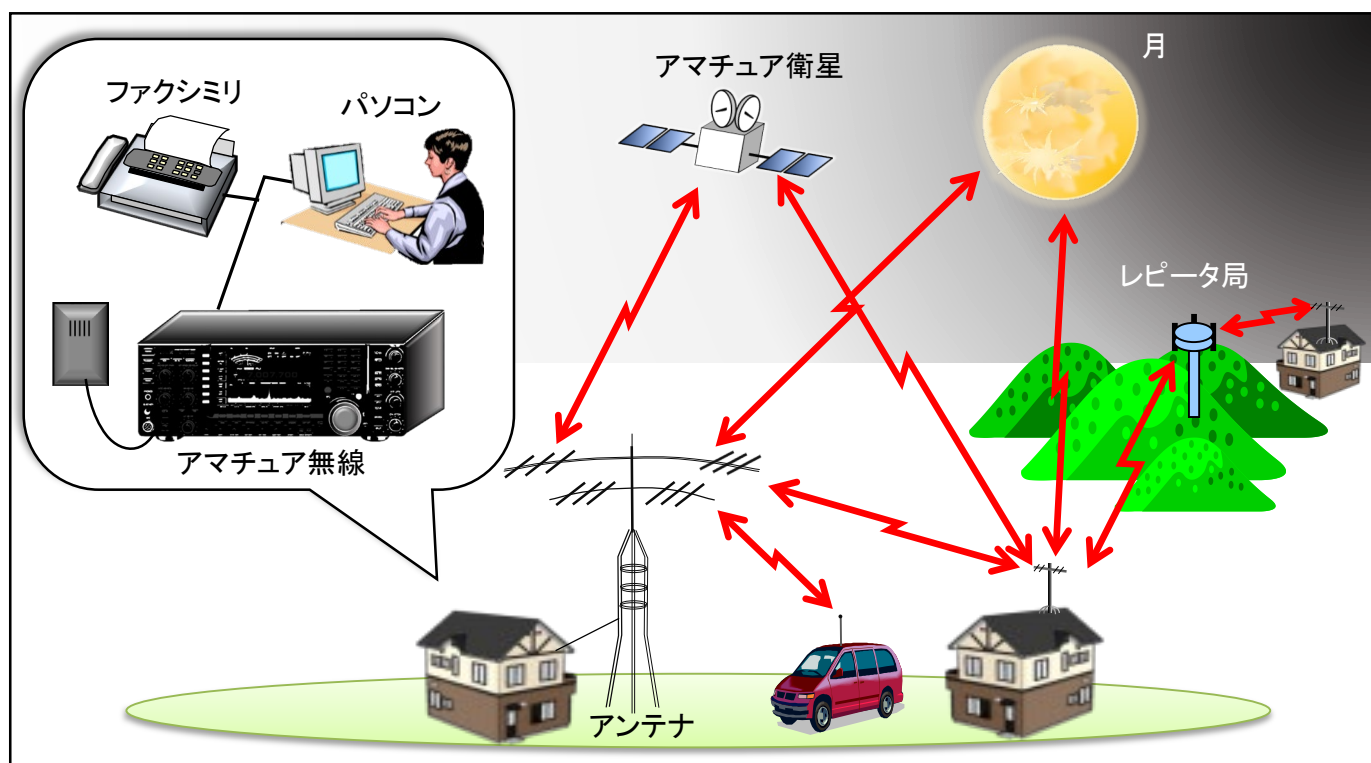 ファクシミリ
パソコン
アマチュア無線
アマチュア衛星
月
レピータ局
アンテナ